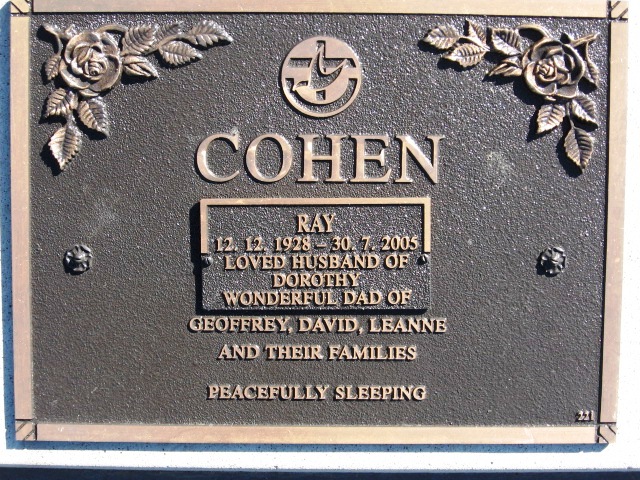 COHEN
RAY
12. 12. 1928 – 30. 7. 2005
LOVED HUSBAND OF
DOROTHY
WONDERFUL DAD OF
GEOFFREY, DAVID, LEANNE
AND THEIR FAMILIES
PEACEFULLY SLEEPING
221